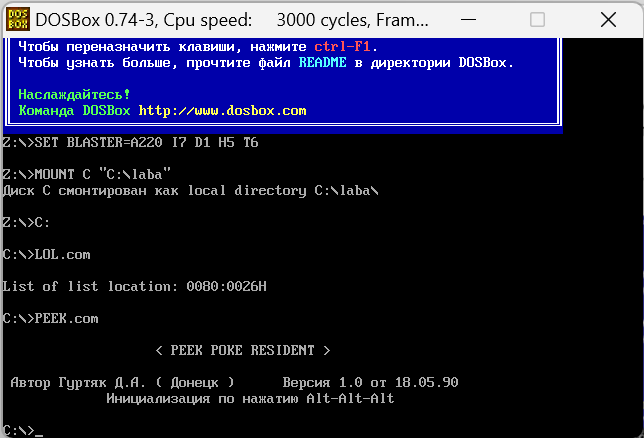 DOS
BOX
DOSBox 0.74-3, Cpu speed: 3000 cycles, Fram...
Чтобы переназначить клавиши, нажмите ctrl-F1.
Чтобы узнать больше, прочтите файл README в директории DOSBox.
Наслаждайтесь!
Команда DOSBox http://www.dosbox.com
Z:\>SET BLASTER=A220 I7 D1 H5 T6
Z:\>MOUNT C "C:\laba"
Диск C смонтирован как local directory C:\laba\
Z:\>C:
C:\>LOL.com
List of list location: 0080:0026H
C:\>PEEK.com
< PEEK POKE RESIDENT >
Автор Гуртяк Д.А. ( Донецк ) Версия 1.0 от 18.05.90
Инициализация по нажатию Alt-Alt-Alt
C:\>_